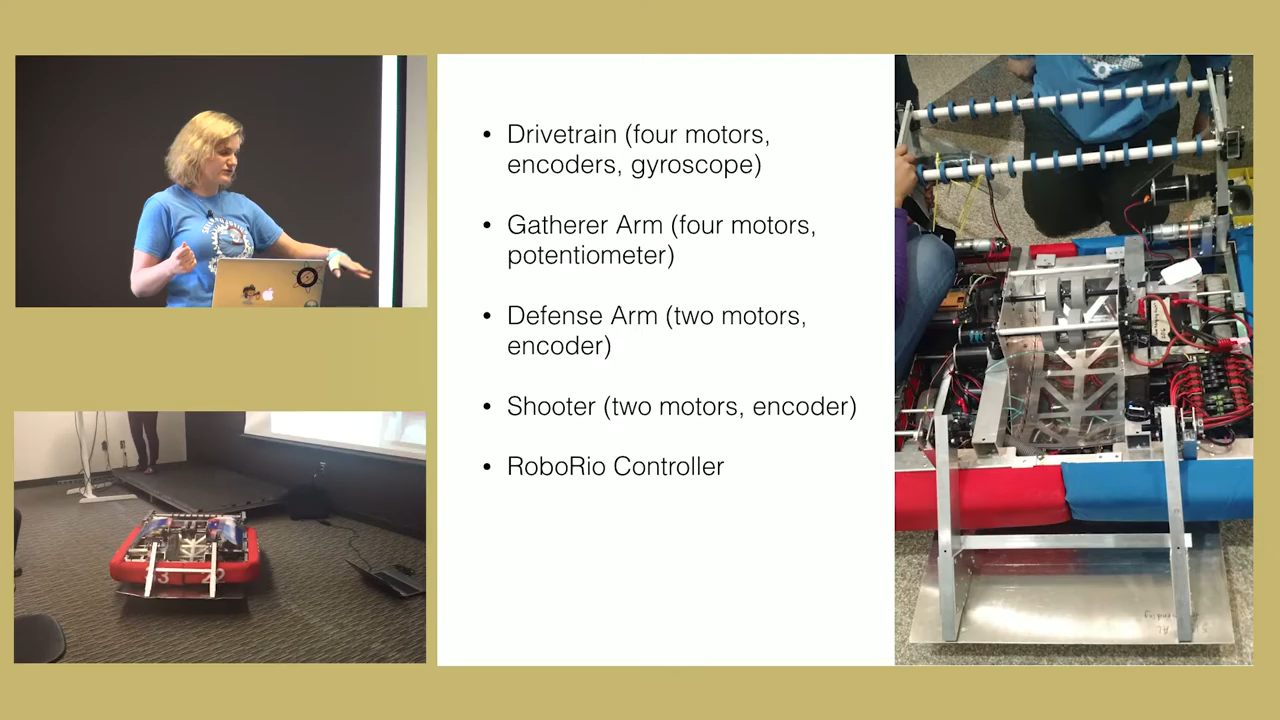 • Drivetrain (four motors,
encoders, gyroscope)
• Gatherer Arm (four motors,
potentiometer)
• Defense Arm (two motors,
encoder)
• Shooter (two motors, encoder)
• RoboRio Controller